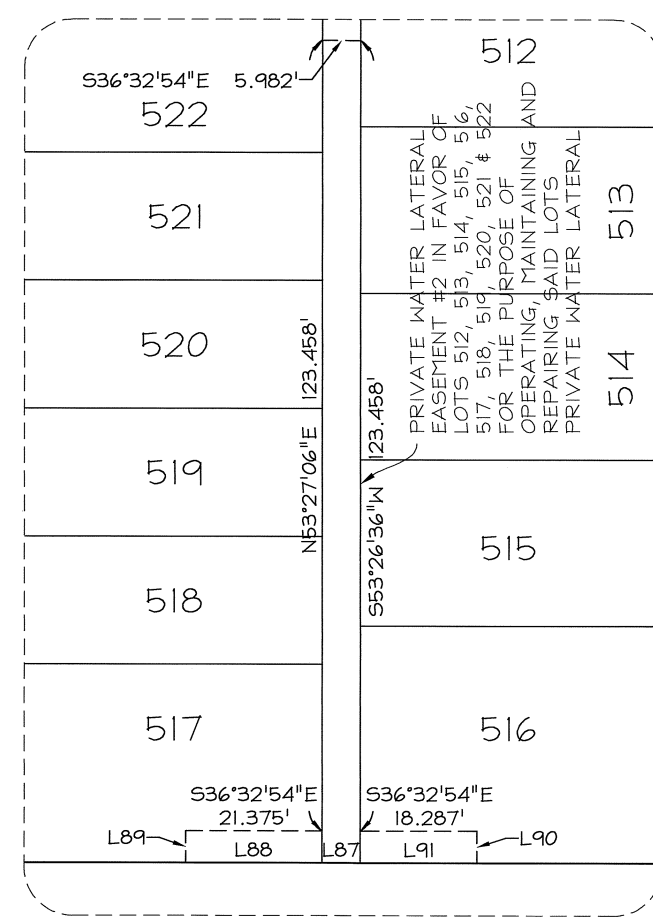 512
S36°32'54"E 5.982'
522
521
520
519
518
517
513
514
515
516
PRIVATE WATER LATERAL
EASEMENT #2 IN FAVOR OF
LOTS 512, 513, 514, 515, 516,
517, 518, 519, 520, 521 & 522
FOR THE PURPOSE OF
OPERATING, MAINTAINING AND
REPAIRING SAID LOTS
PRIVATE WATER LATERAL
N53°27'06"E 123.458'
S53°26'36"W 123.458'
S36°32'54"E
21.375'
S36°32'54"E
18.287'
L89
L88
L87
L91
L90